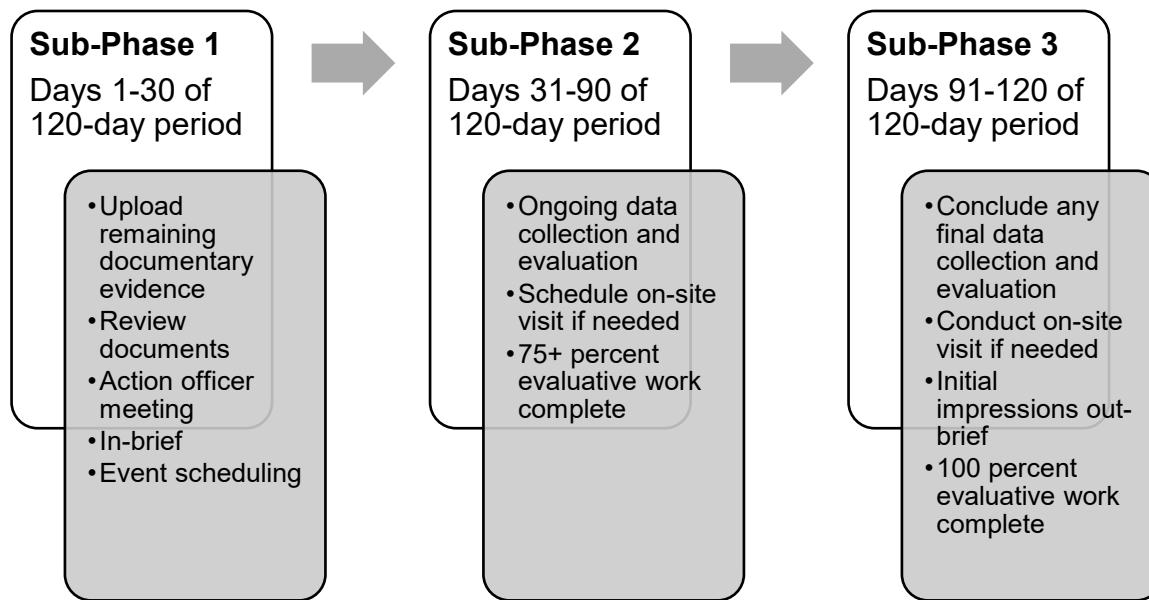 Sub-Phase 1
Days 1-30 of
120-day period
•Upload
remaining
documentary
evidence
•Review
documents
•Action officer
meeting
•In-brief
•Event scheduling
Sub-Phase 2
Days 31-90 of
120-day period
•Ongoing data
collection and
evaluation
•Schedule on-site
visit if needed
•75+ percent
evaluative work
complete
Sub-Phase 3
Days 91-120 of
120-day period
•Conclude any
final data
collection and
evaluation
•Conduct on-site
visit if needed
•Initial
impressions out-
brief
•100 percent
evaluative work
complete